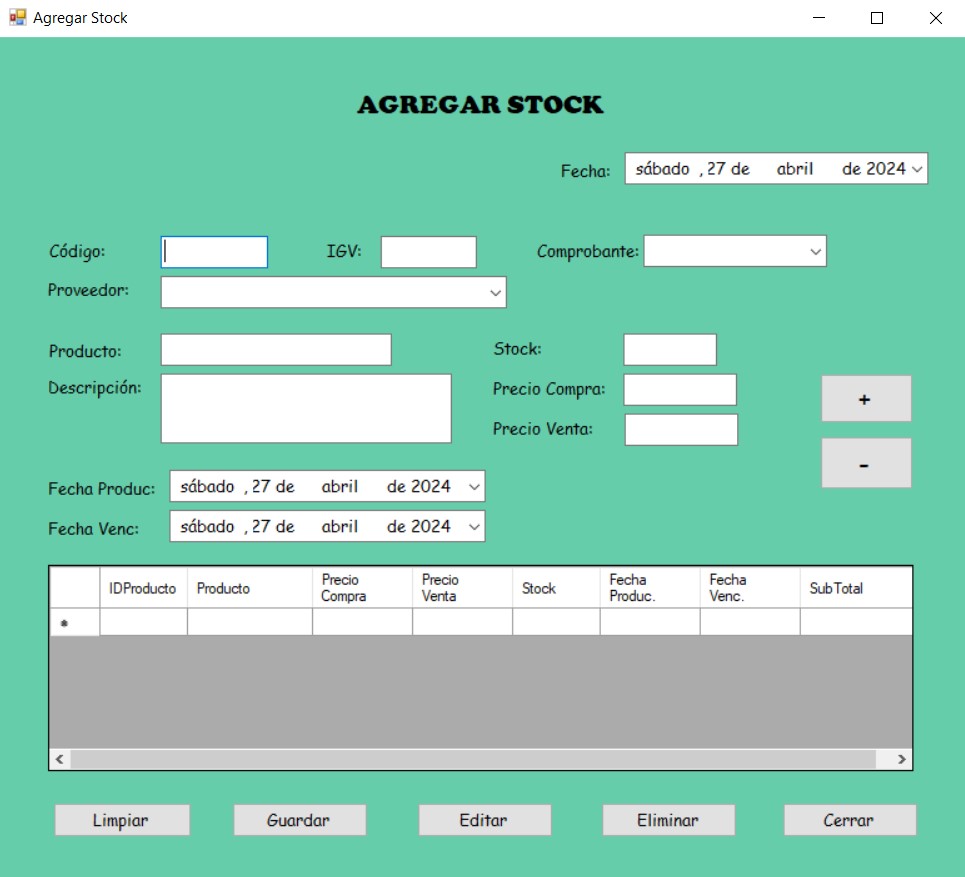 Agregar Stock
AGREGAR STOCK
Fecha: sábado , 27 de abril de 2024
Código: IGV: Comprobante:
Proveedor:
Producto: Stock:
Descripción: Precio Compra:
+
Precio Venta:
-
Fecha Produc: sábado , 27 de abril de 2024
Fecha Venc: sábado , 27 de abril de 2024
IDProducto Producto Precio Compra Precio Venta Stock Fecha Produc. Fecha Venc. SubTotal
*
Limpiar Guardar Editar Eliminar Cerrar